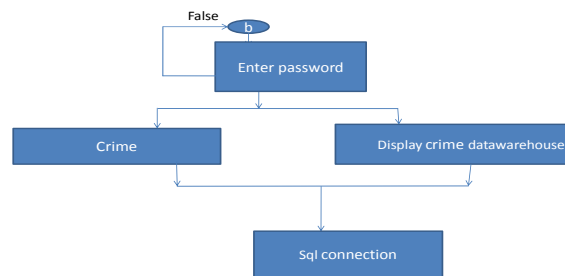 False
b
Enter password
Crime
Display crime datawarehouse
Sql connection